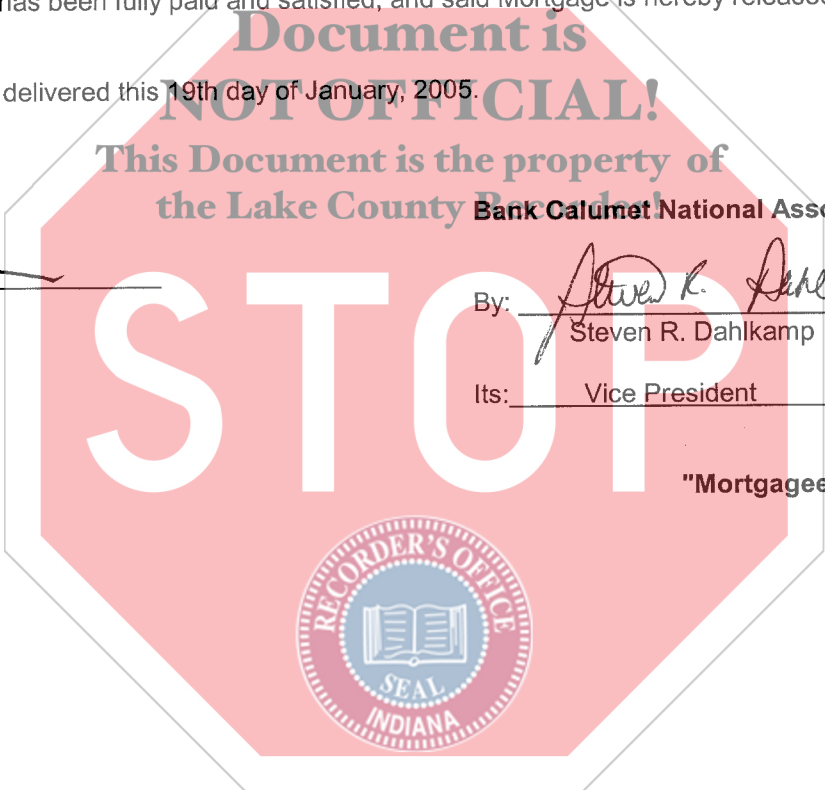 has been fully paid and satisfied, and said Mortgage is hereby released
Document is
delivered this 19th day of January, 2005.
NOT OFFICIAL!
This Document is the property of
the Lake County Recorder!
Bank Calumet National Asso
By: Steven R. Dahl
Steven R. Dahlkamp
Its: Vice President
STOP
"Mortgagee
RECORDER'S OFFICE
SEAL
INDIANA